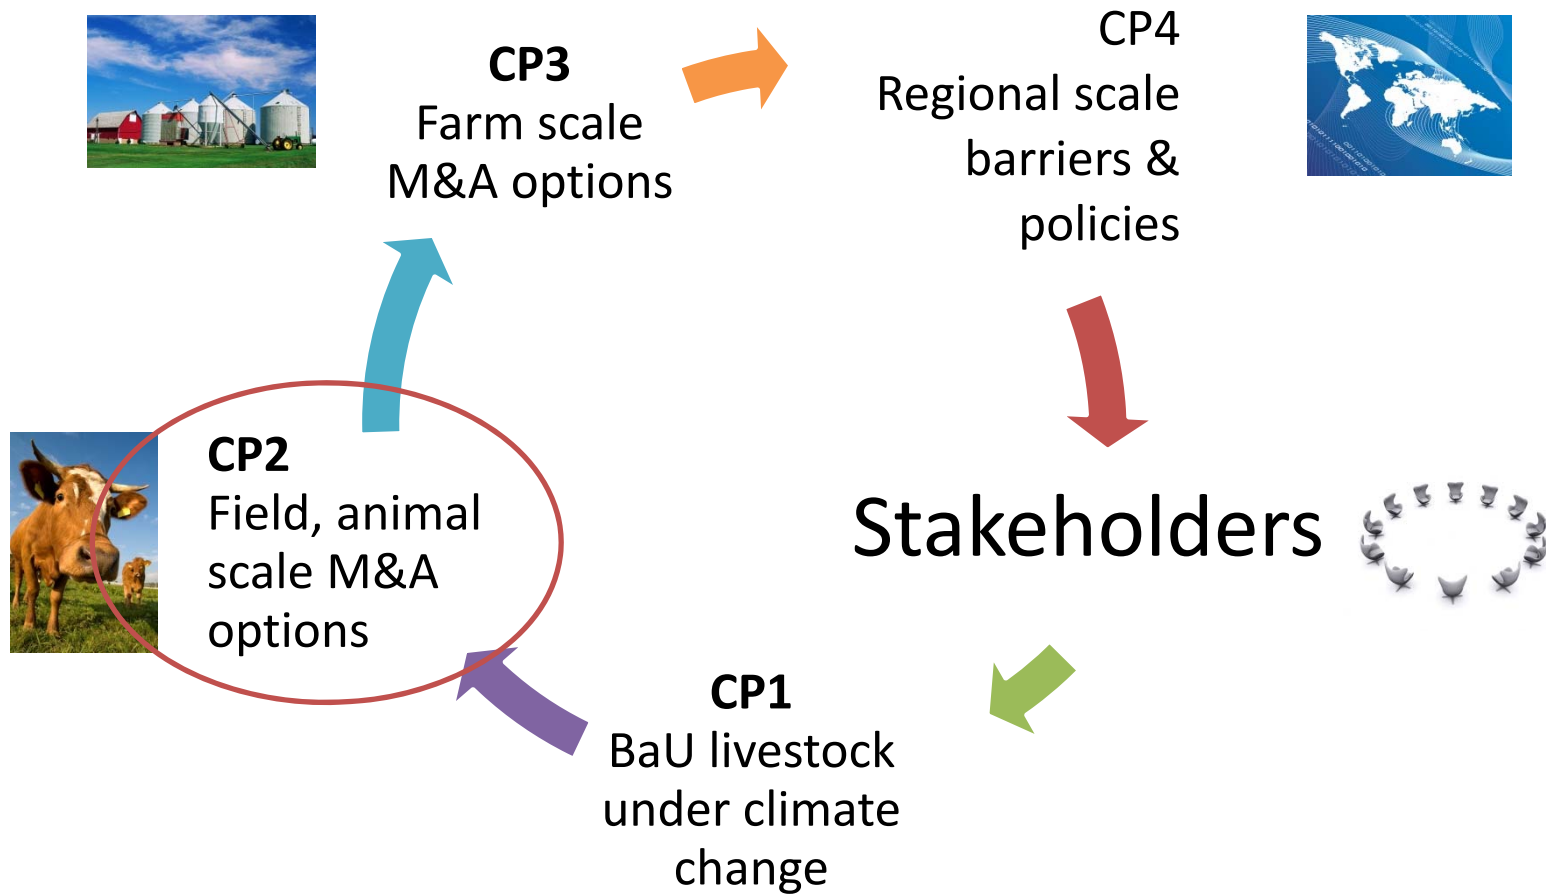 CP3
Farm scale
M&A options
CP4
Regional scale
barriers &
policies
CP2
Field, animal
scale M&A
options
Stakeholders
CP1
BaU livestock
under climate
change